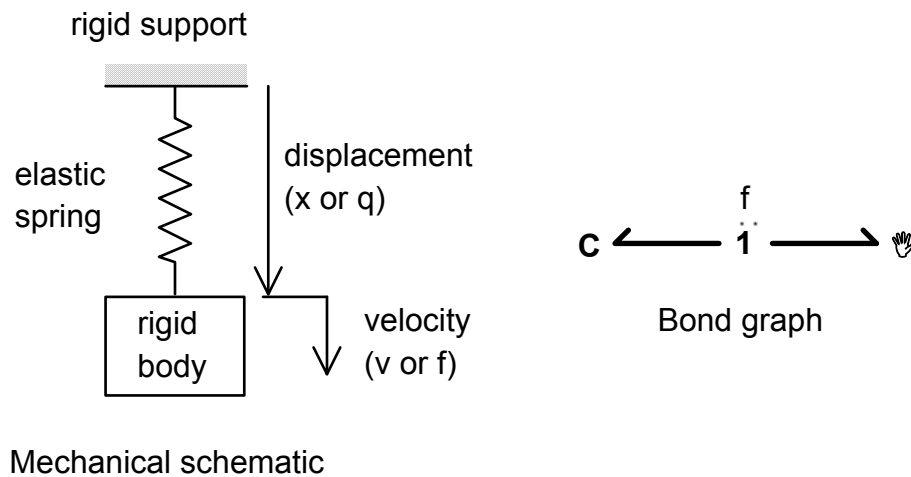 rigid support
elastic
spring
displacement
(x or q)
rigid
body
velocity
(v or f)
Mechanical schematic
f
C 1
Bond graph